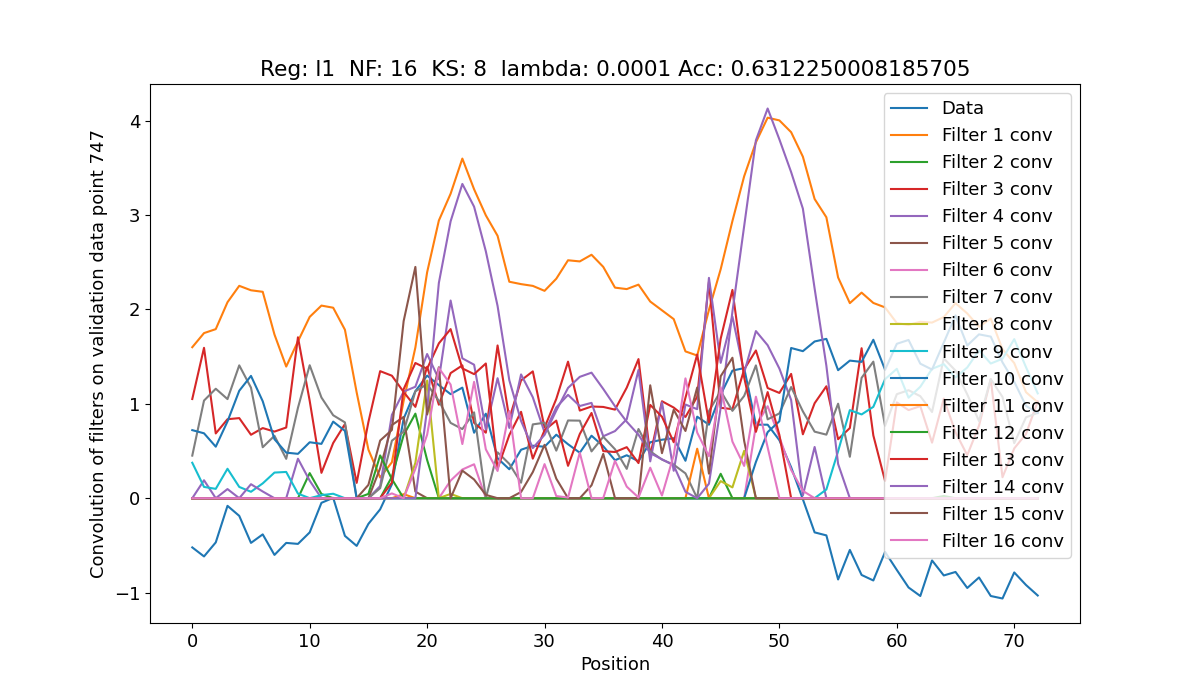 Reg: l1  NF: 16  KS: 8  lambda: 0.0001 Acc: 0.6312250008185705
Convolution of filters on validation data point 747
4
3
2
1
0
−1
0 10 20 30 40 50 60 70
Position
Data
Filter 1 conv
Filter 2 conv
Filter 3 conv
Filter 4 conv
Filter 5 conv
Filter 6 conv
Filter 7 conv
Filter 8 conv
Filter 9 conv
Filter 10 conv
Filter 11 conv
Filter 12 conv
Filter 13 conv
Filter 14 conv
Filter 15 conv
Filter 16 conv